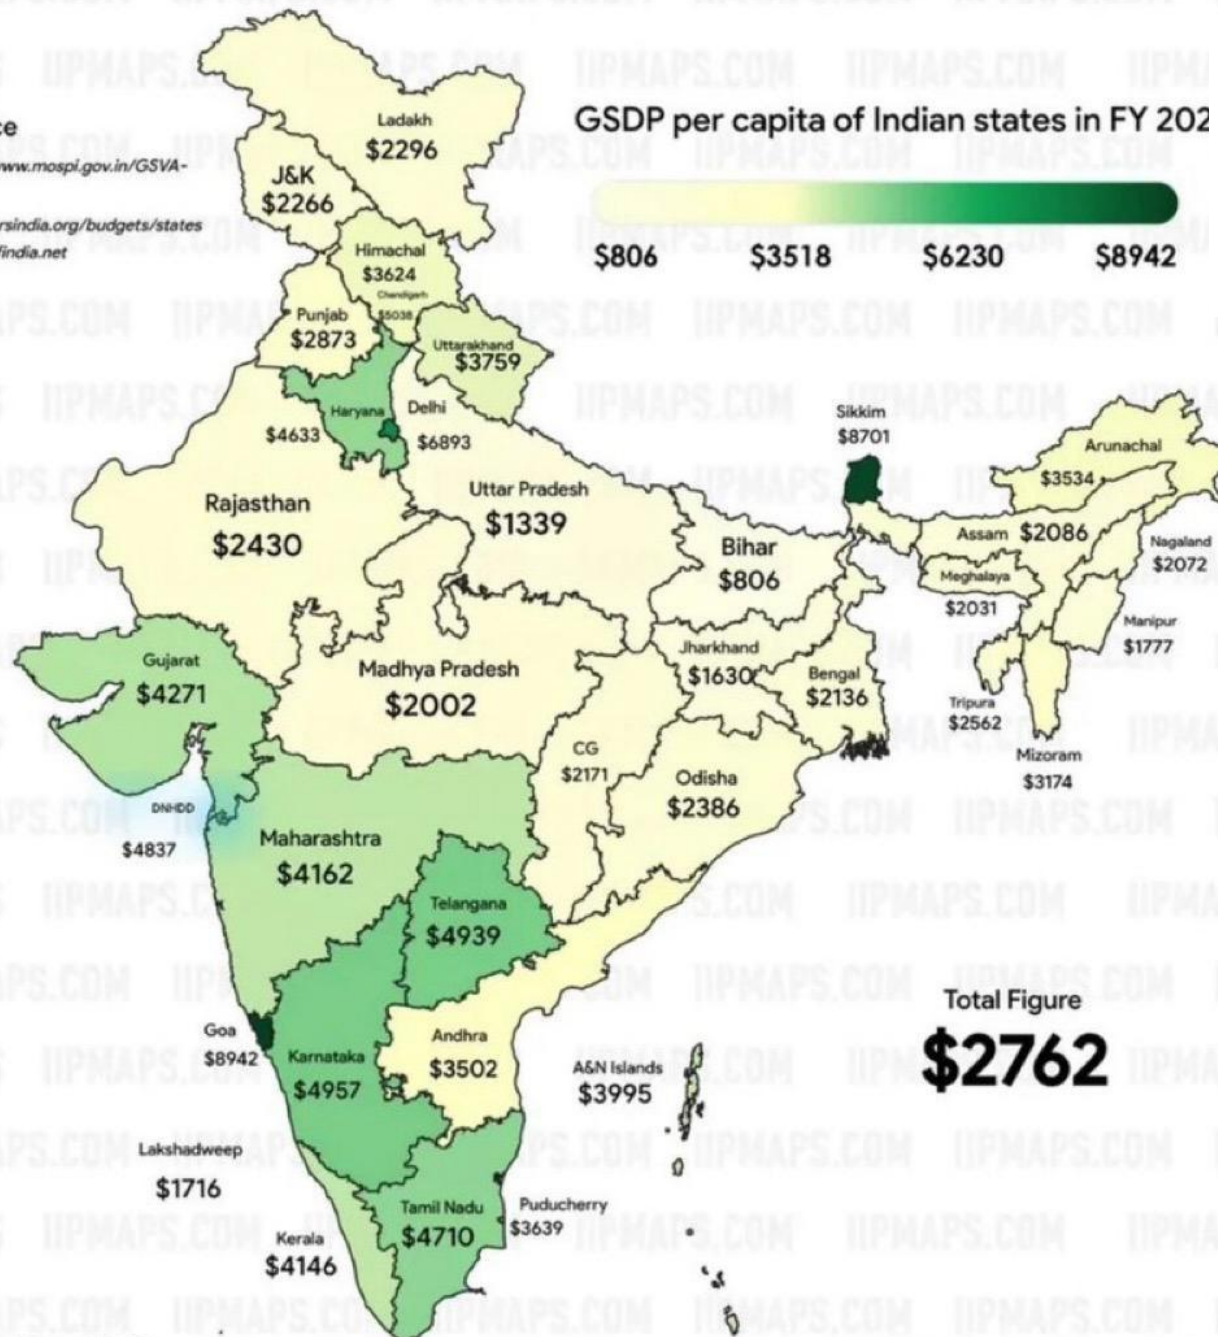 ce
ww.mospi.gov.in/GSVA-
rsindia.org/budgets/states
findia.net
GSDP per capita of Indian states in FY 202
$806 $3518 $6230 $8942
Ladakh
$2296
J&K
$2266
Himachal
$3624
Chandigarh
$5038
Punjab
$2873
Uttarakhand
$3759
Haryana
$4633
Delhi
$6893
Sikkim
$8701
Arunachal
$3534
Rajasthan
$2430
Uttar Pradesh
$1339
Bihar
$806
Assam $2086
Nagaland
$2072
Meghalaya
$2031
Manipur
$1777
Gujarat
$4271
Madhya Pradesh
$2002
Jharkhand
$1630
Bengal
$2136
Tripura
$2562
Mizoram
$3174
CG
$2171
Odisha
$2386
DNHDD
$4837
Maharashtra
$4162
Telangana
$4939
Total Figure
$2762
Goa
$8942
Karnataka
$4957
Andhra
$3502
A&N Islands
$3995
Lakshadweep
$1716
Tamil Nadu
$4710
Puducherry
$3639
Kerala
$4146
IIPMAPS.COM